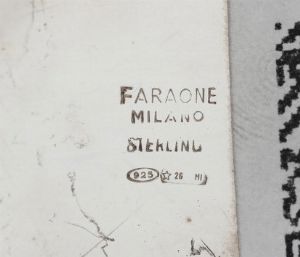 FARAONE
MILANO
STERLING
925 ☆ 26 MI